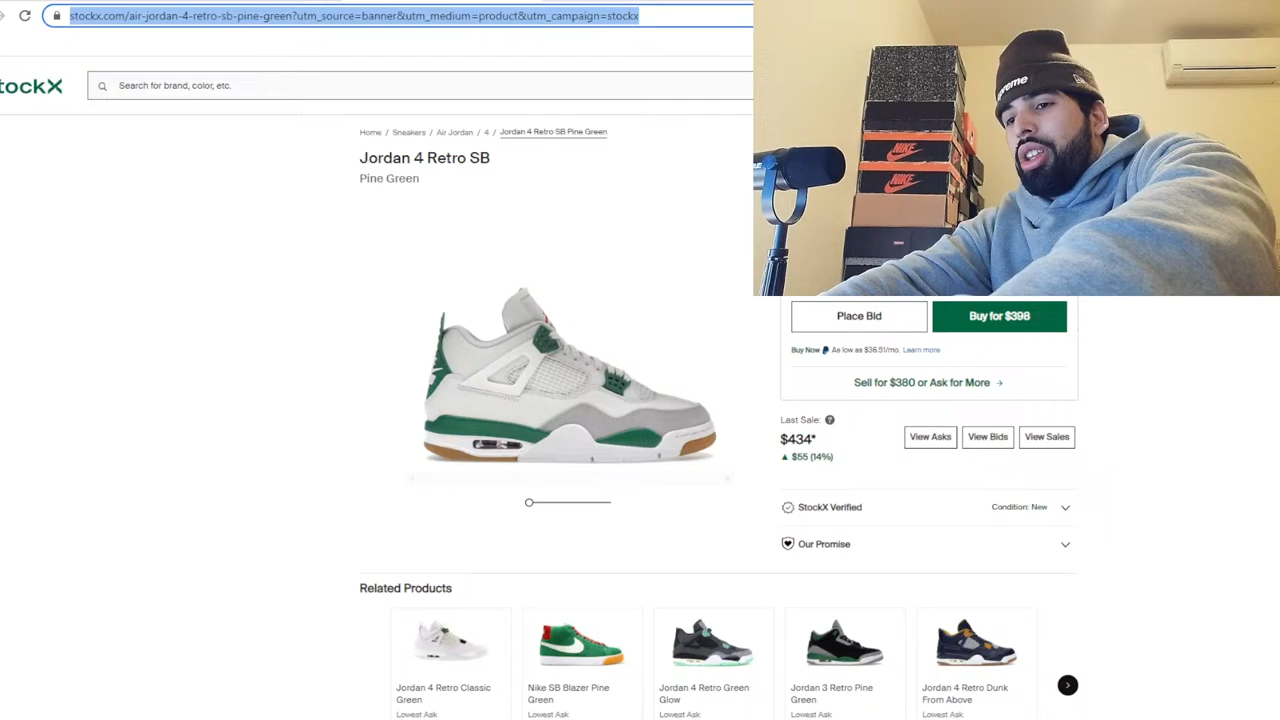 stockx.com/air-jordan-4-retro-sb-pine-green?utm_source=banner&utm_medium=product&utm_campaign=stockx
tockX
Search for brand, color, etc.
Home / Sneakers / Air Jordan / 4 / Jordan 4 Retro SB Pine Green
Jordan 4 Retro SB
Pine Green
preme
NIKE
NIKE
Place Bid
Buy for $398
Buy Now As low as $36.51/mo. Learn more
Sell for $380 or Ask for More →
Last Sale: ?
$434*
▲ $55 (14%)
View Asks
View Bids
View Sales
StockX Verified
Condition: New
Our Promise
Related Products
Jordan 4 Retro Classic
Green
Lowest Ask
Nike SB Blazer Pine
Green
Lowest Ask
Jordan 4 Retro Green
Glow
Lowest Ask
Jordan 3 Retro Pine
Green
Lowest Ask
Jordan 4 Retro Dunk
From Above
Lowest Ask